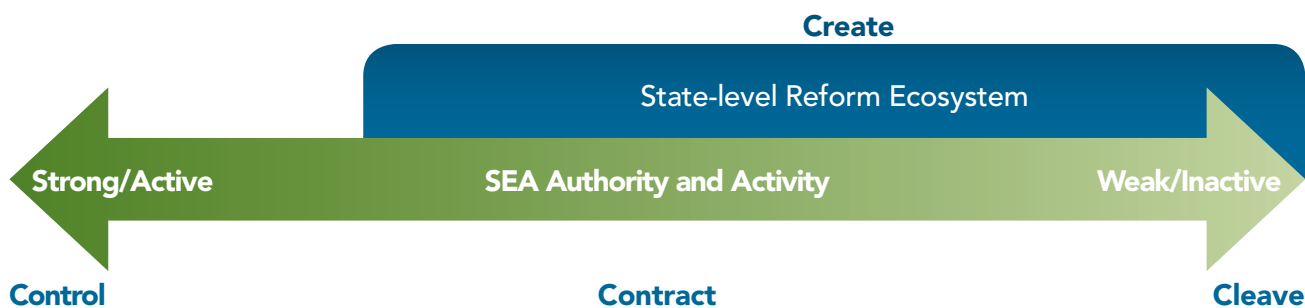 Create
State-level Reform Ecosystem
Strong/Active SEA Authority and Activity Weak/Inactive
Control Contract Cleave